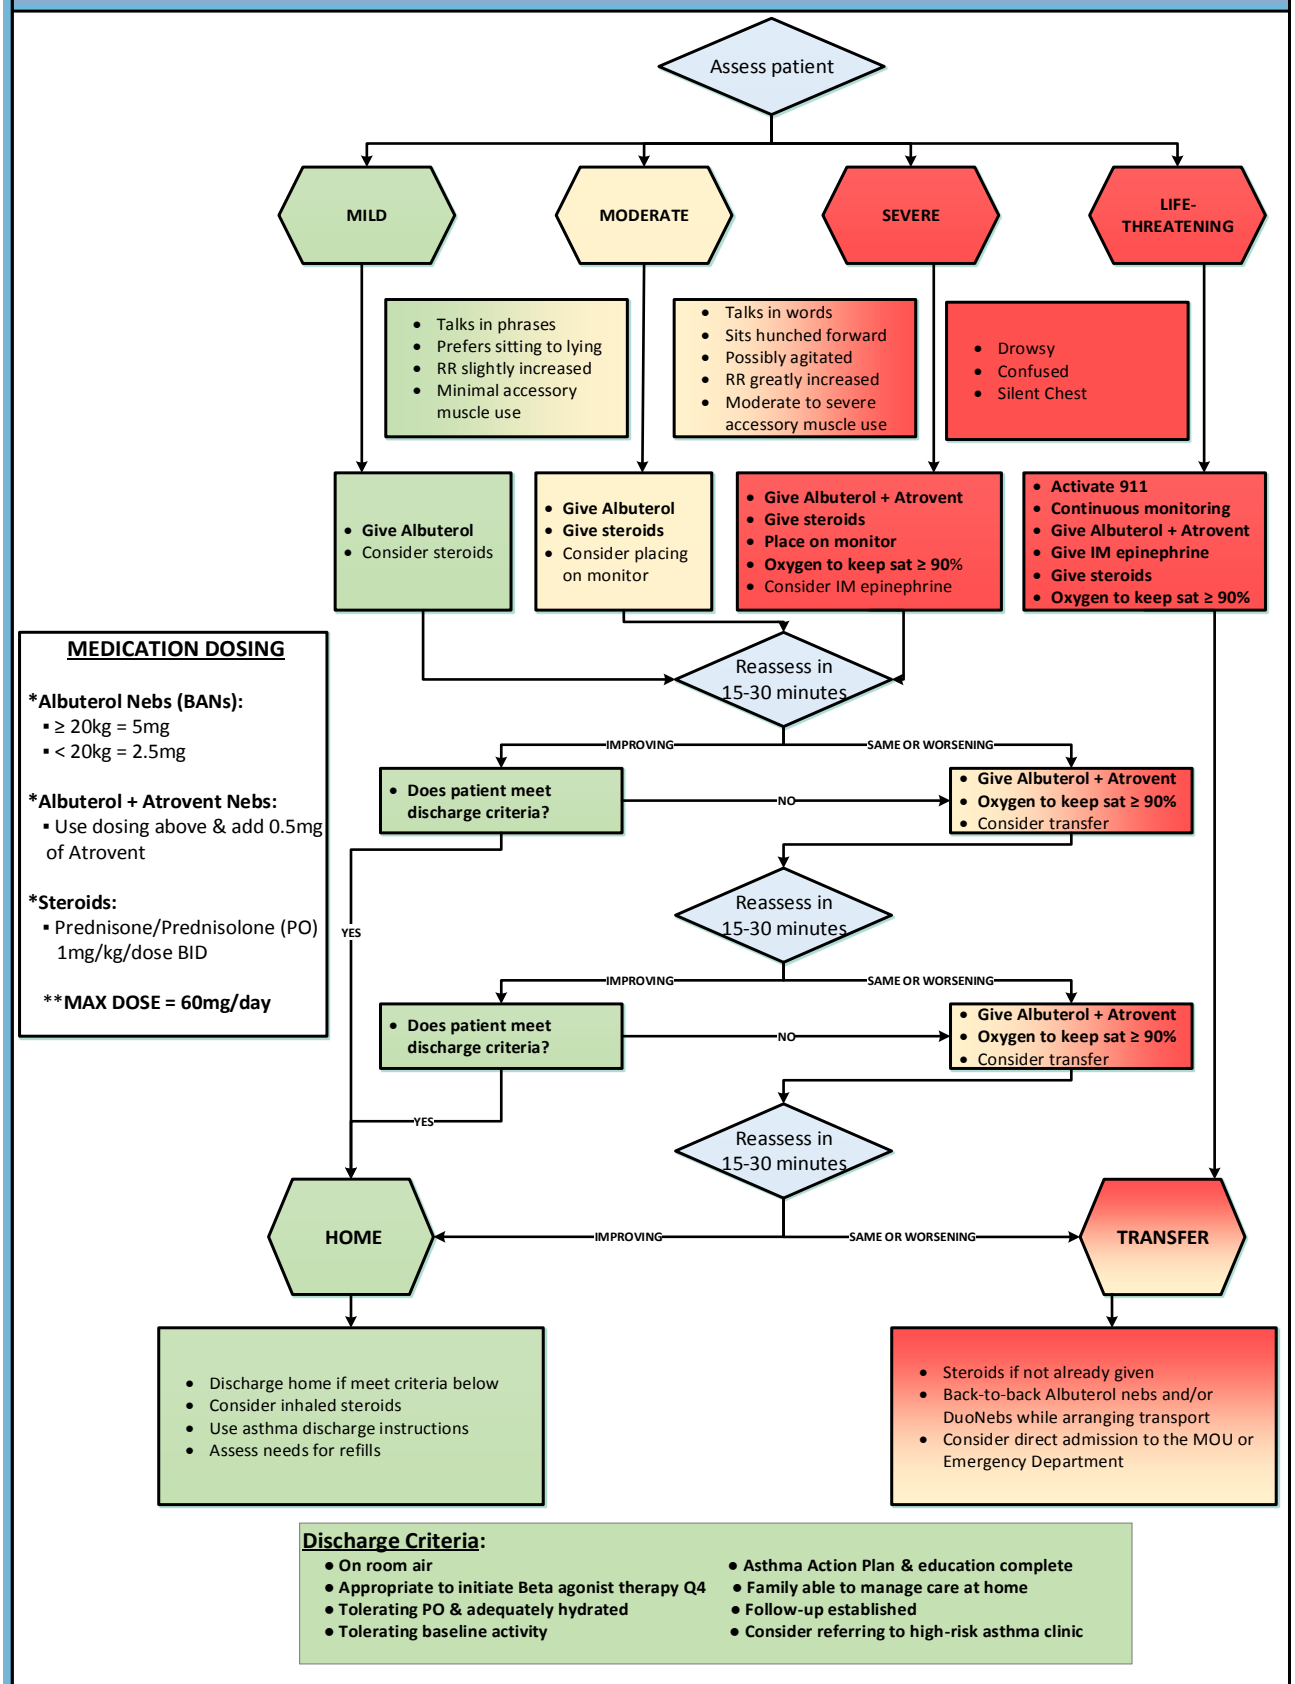 Assess patient
MILD
MODERATE
SEVERE
LIFE-
THREATENING
• Talks in phrases
• Prefers sitting to lying
• RR slightly increased
• Minimal accessory
muscle use
• Talks in words
• Sits hunched forward
• Possibly agitated
• RR greatly increased
• Moderate to severe
accessory muscle use
• Drowsy
• Confused
• Silent Chest
• Give Albuterol
• Consider steroids
• Give Albuterol
• Give steroids
• Consider placing
on monitor
• Give Albuterol + Atrovent
• Give steroids
• Place on monitor
• Oxygen to keep sat ≥ 90%
• Consider IM epinephrine
• Activate 911
• Continuous monitoring
• Give Albuterol + Atrovent
• Give IM epinephrine
• Give steroids
• Oxygen to keep sat ≥ 90%
MEDICATION DOSING
*Albuterol Nebs (BANs):
▪ ≥ 20kg = 5mg
▪ < 20kg = 2.5mg
*Albuterol + Atrovent Nebs:
▪ Use dosing above & add 0.5mg
of Atrovent
*Steroids:
▪ Prednisone/Prednisolone (PO)
1mg/kg/dose BID
**MAX DOSE = 60mg/day
Reassess in
15-30 minutes
IMPROVING
SAME OR WORSENING
• Does patient meet
discharge criteria?
NO
• Give Albuterol + Atrovent
• Oxygen to keep sat ≥ 90%
• Consider transfer
YES
Reassess in
15-30 minutes
IMPROVING
SAME OR WORSENING
• Does patient meet
discharge criteria?
NO
• Give Albuterol + Atrovent
• Oxygen to keep sat ≥ 90%
• Consider transfer
YES
Reassess in
15-30 minutes
HOME
IMPROVING
SAME OR WORSENING
TRANSFER
• Discharge home if meet criteria below
• Consider inhaled steroids
• Use asthma discharge instructions
• Assess needs for refills
• Steroids if not already given
• Back-to-back Albuterol nebs and/or
DuoNebs while arranging transport
• Consider direct admission to the MOU or
Emergency Department
Discharge Criteria:
● On room air
● Appropriate to initiate Beta agonist therapy Q4
● Tolerating PO & adequately hydrated
● Tolerating baseline activity
● Asthma Action Plan & education complete
● Family able to manage care at home
● Follow-up established
● Consider referring to high-risk asthma clinic